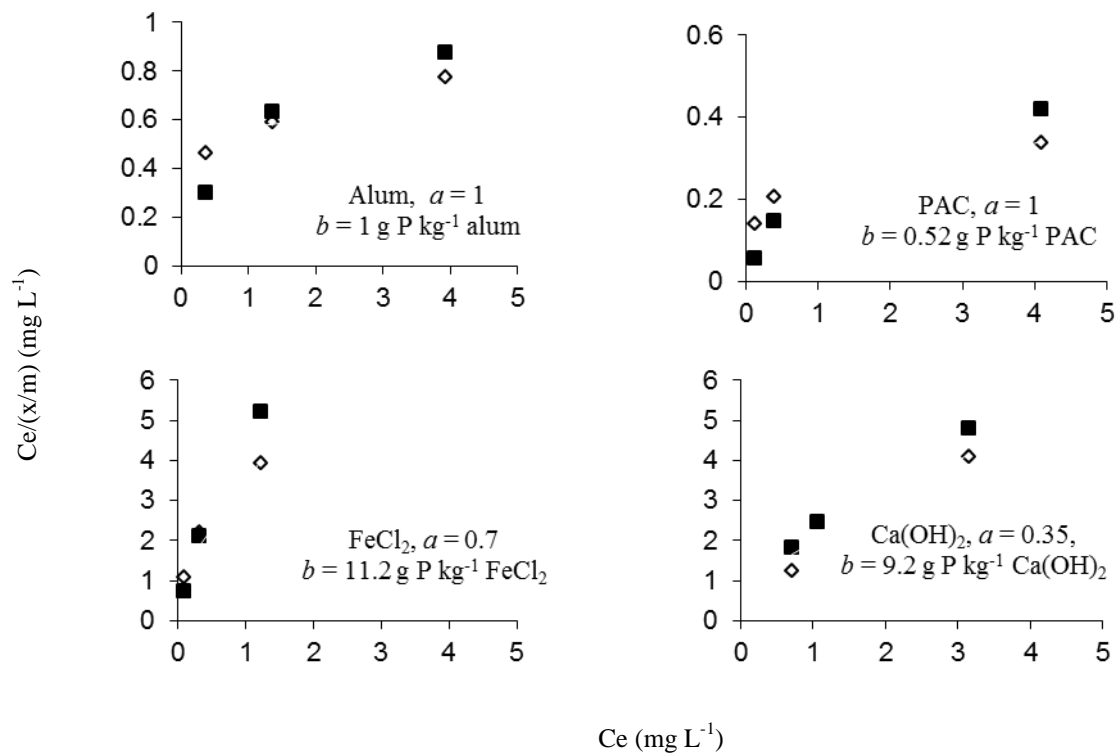 1
0.8
0.6
0.4
0.2
0
0 1 2 3 4 5
Alum, a = 1
b = 1 g P kg⁻¹ alum
0.6
0.4
0.2
0
0 1 2 3 4 5
PAC, a = 1
b = 0.52 g P kg⁻¹ PAC
Ce/(x/m) (mg L⁻¹)
6
5
4
3
2
1
0
0 1 2 3 4 5
FeCl₂, a = 0.7
b = 11.2 g P kg⁻¹ FeCl₂
6
5
4
3
2
1
0
0 1 2 3 4 5
Ca(OH)₂, a = 0.35,
b = 9.2 g P kg⁻¹ Ca(OH)₂
Ce (mg L⁻¹)